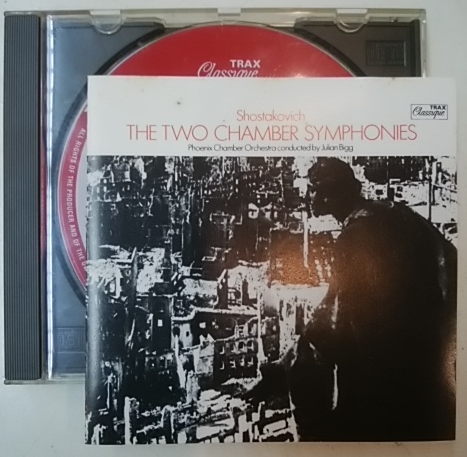 TRAX
Classique
ALL RIGHTS OF THE PRODUCER AND OF THE
TRAX
Classique
Shostakovich
THE TWO CHAMBER SYMPHONIES
Phoenix Chamber Orchestra conducted by Julian Bigg